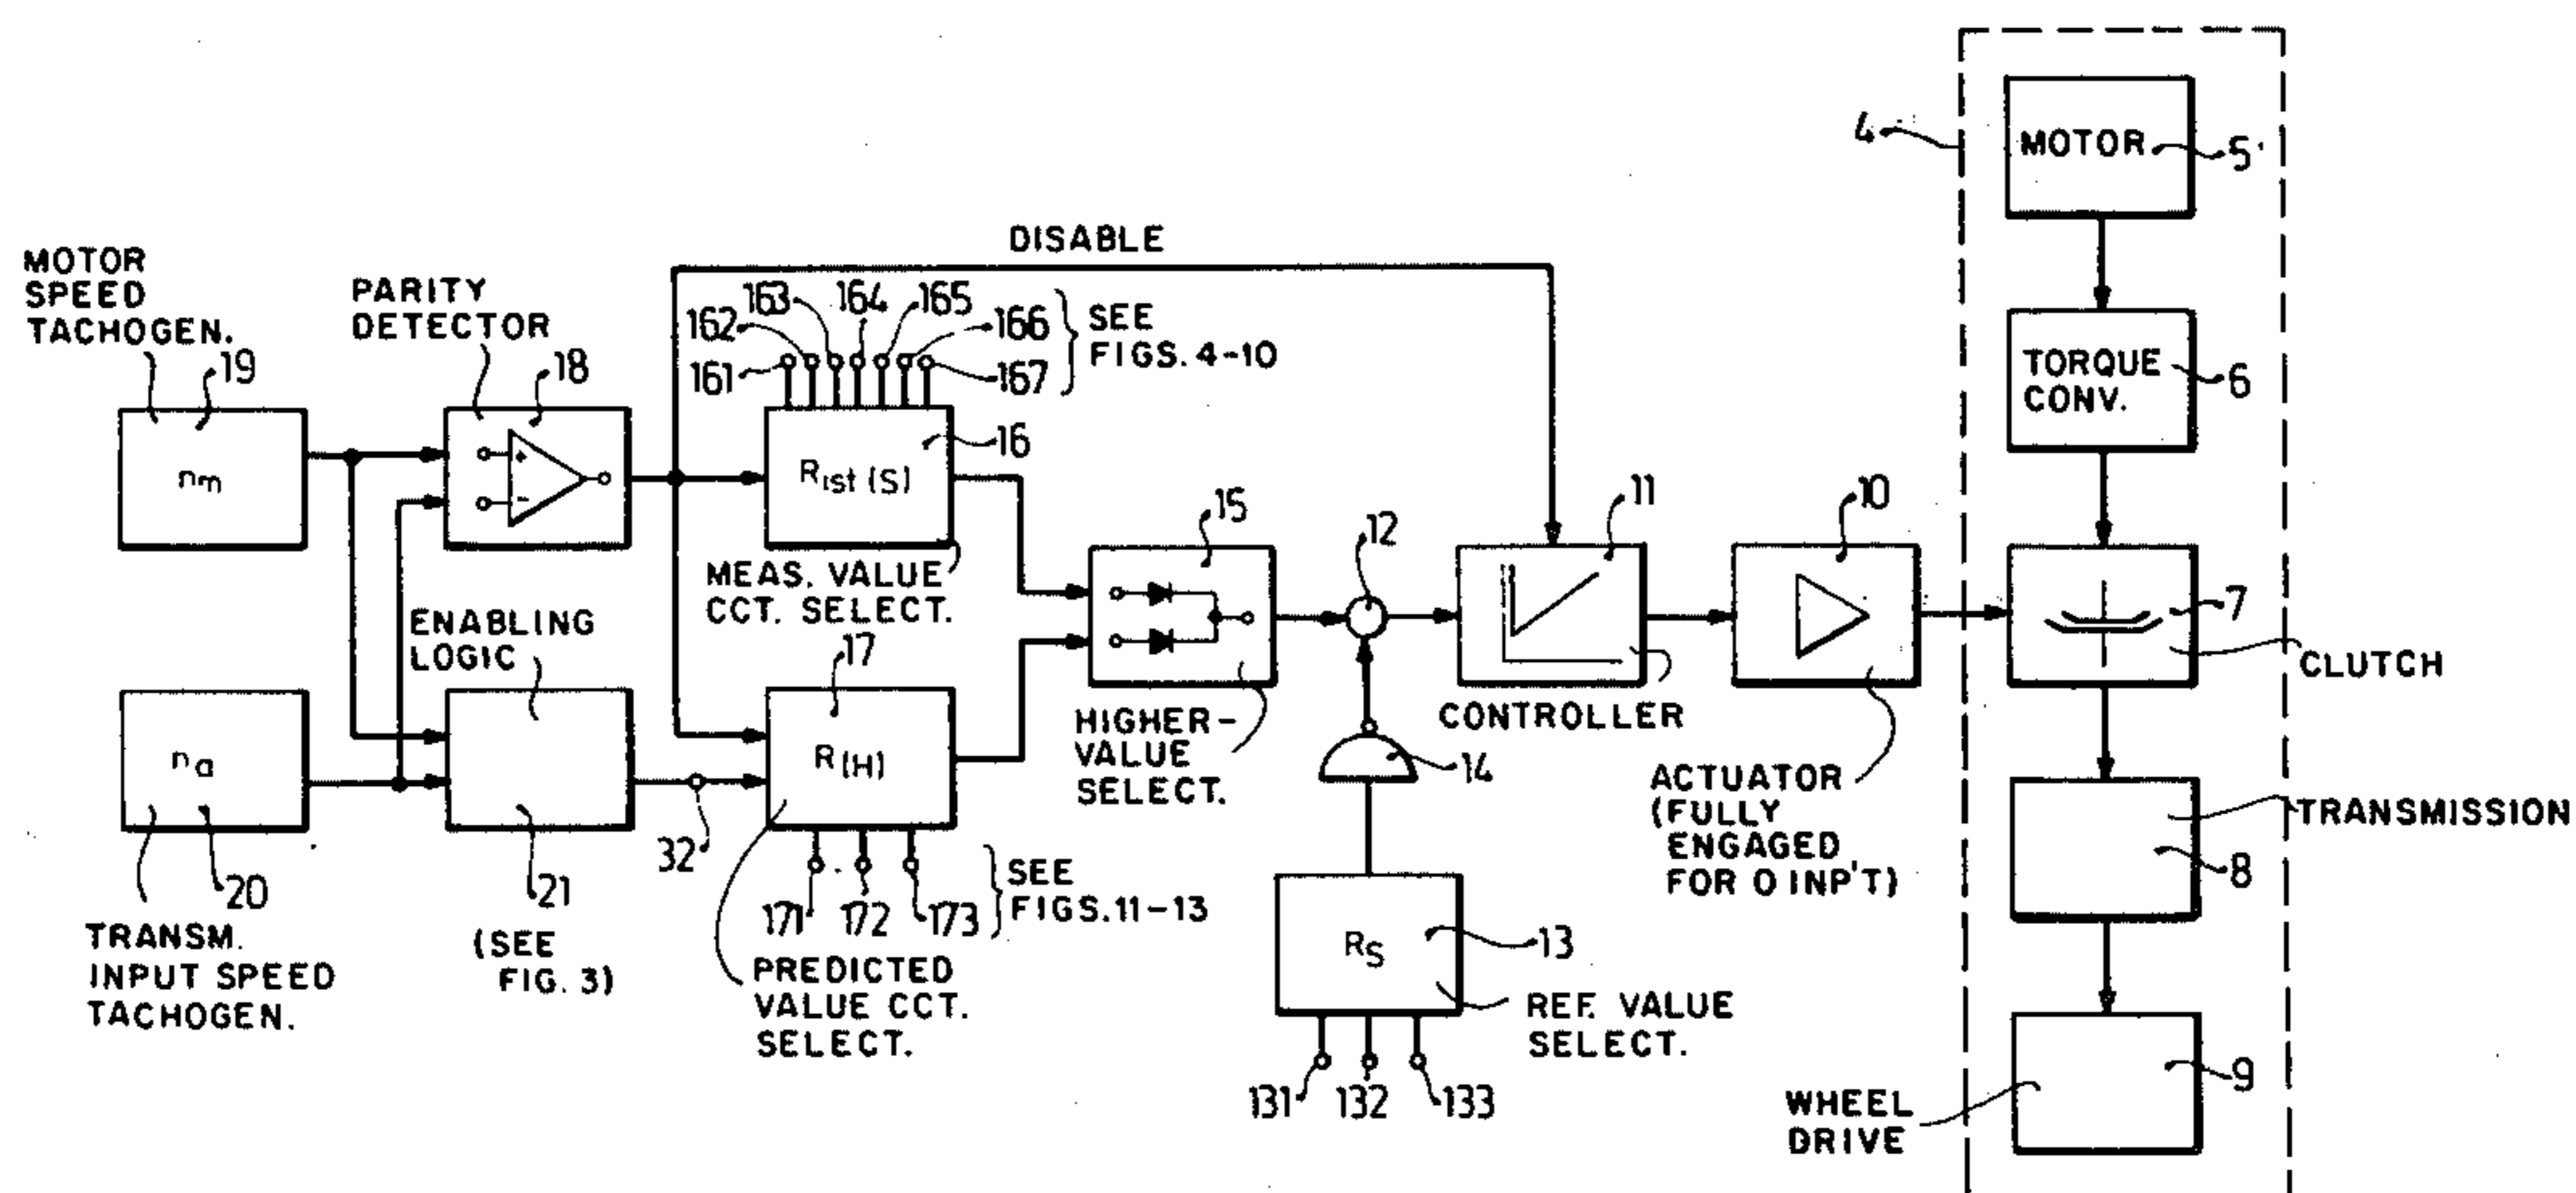 MOTOR
SPEED
TACHOGEN.
19
nm
PARITY
DETECTOR
18
+
-
DISABLE
161
162
163
164
165
166
167
SEE
FIGS. 4-10
16
Rist (S)
MEAS. VALUE
CCT. SELECT.
ENABLING
LOGIC
21
(SEE
FIG. 3)
na
20
TRANSM.
INPUT SPEED
TACHOGEN.
32
17
R(H)
171
172
173
SEE
FIGS. 11-13
PREDICTED
VALUE CCT.
SELECT.
15
HIGHER-
VALUE
SELECT.
12
14
RS
13
REF. VALUE
SELECT.
131
132
133
11
CONTROLLER
10
ACTUATOR
(FULLY
ENGAGED
FOR 0 INP'T)
4
MOTOR
5
TORQUE
CONV.
6
7
CLUTCH
TRANSMISSION
8
9
WHEEL
DRIVE